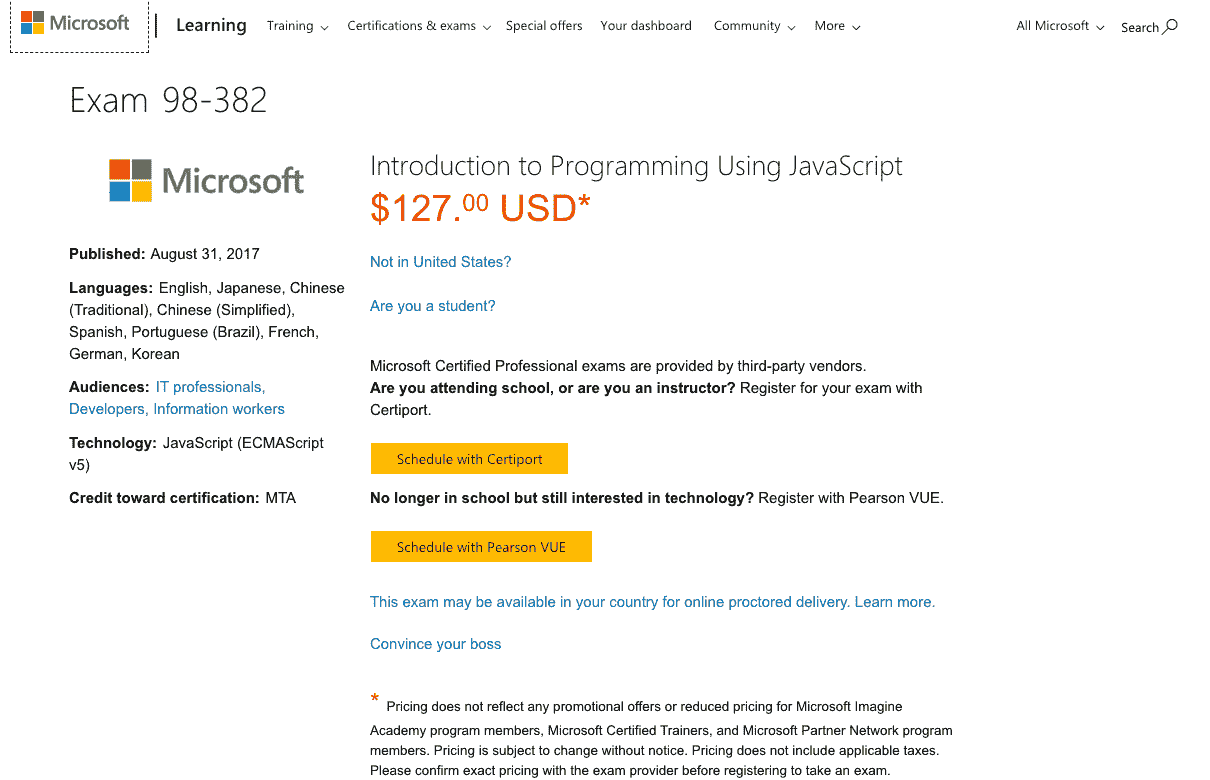 Microsoft | Learning Training Certifications & exams Special offers Your dashboard Community More All Microsoft Search
Exam 98-382
Microsoft
Published: August 31, 2017
Languages: English, Japanese, Chinese
(Traditional), Chinese (Simplified),
Spanish, Portuguese (Brazil), French,
German, Korean
Audiences: IT professionals,
Developers, Information workers
Technology: JavaScript (ECMAScript
v5)
Credit toward certification: MTA
Introduction to Programming Using JavaScript
$127.00 USD*
Not in United States?
Are you a student?
Microsoft Certified Professional exams are provided by third-party vendors.
Are you attending school, or are you an instructor? Register for your exam with
Certiport.
Schedule with Certiport
No longer in school but still interested in technology? Register with Pearson VUE.
Schedule with Pearson VUE
This exam may be available in your country for online proctored delivery. Learn more.
Convince your boss
* Pricing does not reflect any promotional offers or reduced pricing for Microsoft Imagine
Academy program members, Microsoft Certified Trainers, and Microsoft Partner Network program
members. Pricing is subject to change without notice. Pricing does not include applicable taxes.
Please confirm exact pricing with the exam provider before registering to take an exam.